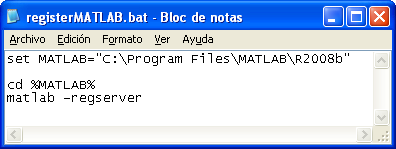 registerMATLAB.bat - Bloc de notas
Archivo Edición Formato Ver Ayuda
set MATLAB="C:\Program Files\MATLAB\R2008b"
cd %MATLAB%
matlab -regserver